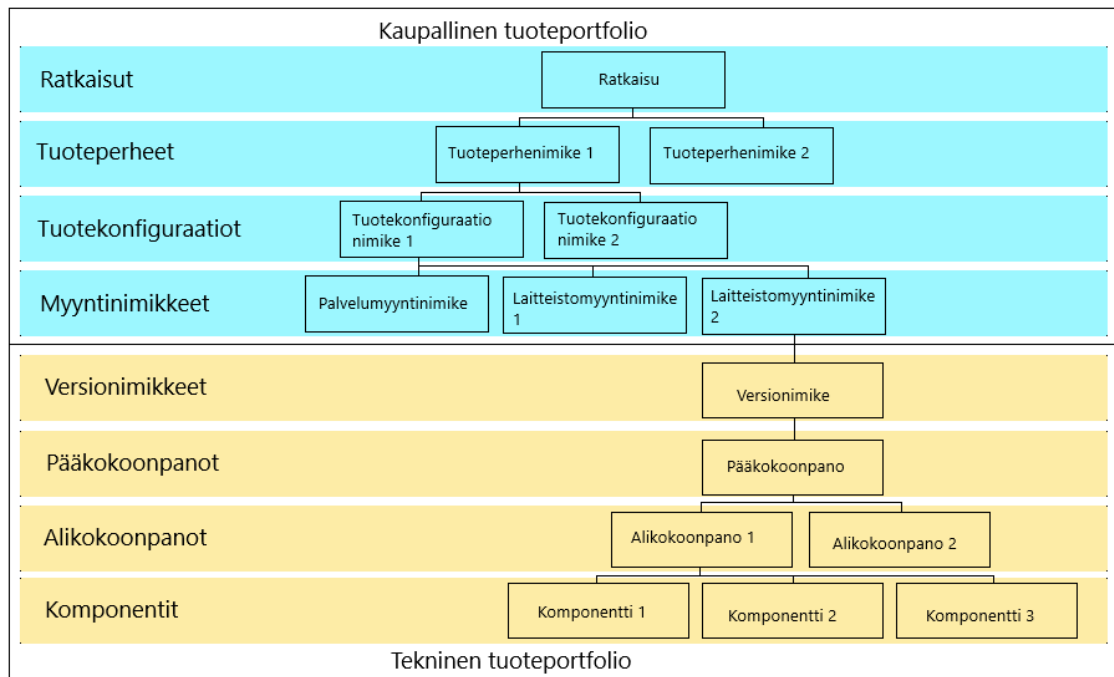 Kaupallinen tuoteportfolio
Ratkaisut
Ratkaisu
Tuoteperheet
Tuoteperhenimike 1
Tuoteperhenimike 2
Tuotekonfiguraatiot
Tuotekonfiguraatio
nimike 1
Tuotekonfiguraatio
nimike 2
Myyntinimikkeet
Palvelumyyntinimike
Laitteistomyyntinimike
1
Laitteistomyyntinimike
2
Versionimikkeet
Versionimike
Pääkokoonpanot
Pääkokoonpano
Alikokoonpanot
Alikokoonpano 1
Alikokoonpano 2
Komponentit
Komponentti 1
Komponentti 2
Komponentti 3
Tekninen tuoteportfolio